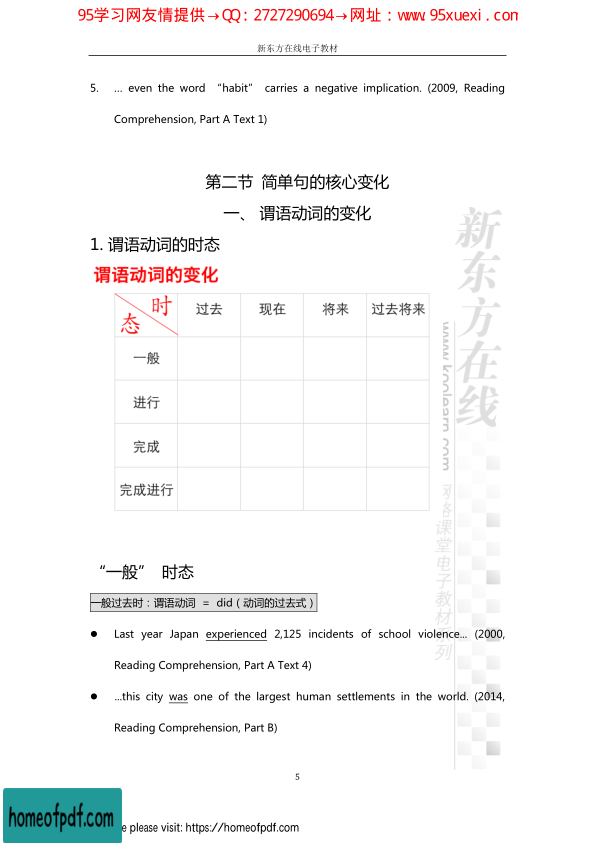 95学习网友情提供→QQ：2727290694→网址：www.95xuexi.com
新东方在线电子教材
5. … even the word “habit” carries a negative implication. (2009, Reading
Comprehension, Part A Text 1)
第二节 简单句的核心变化
一、 谓语动词的变化
1. 谓语动词的时态
谓语动词的变化
时 态 过去 现在 将来 过去将来
一般
进行
完成
完成进行
“一般” 时态
一般过去时：谓语动词 = did（动词的过去式）
● Last year Japan experienced 2,125 incidents of school violence... (2000,
Reading Comprehension, Part A Text 4)
● …this city was one of the largest human settlements in the world. (2014,
Reading Comprehension, Part B)
新东方在线
www.koolearn.com
网络课堂电子教材系列
5
homeofpdf.com
e please visit: https://homeofpdf.com